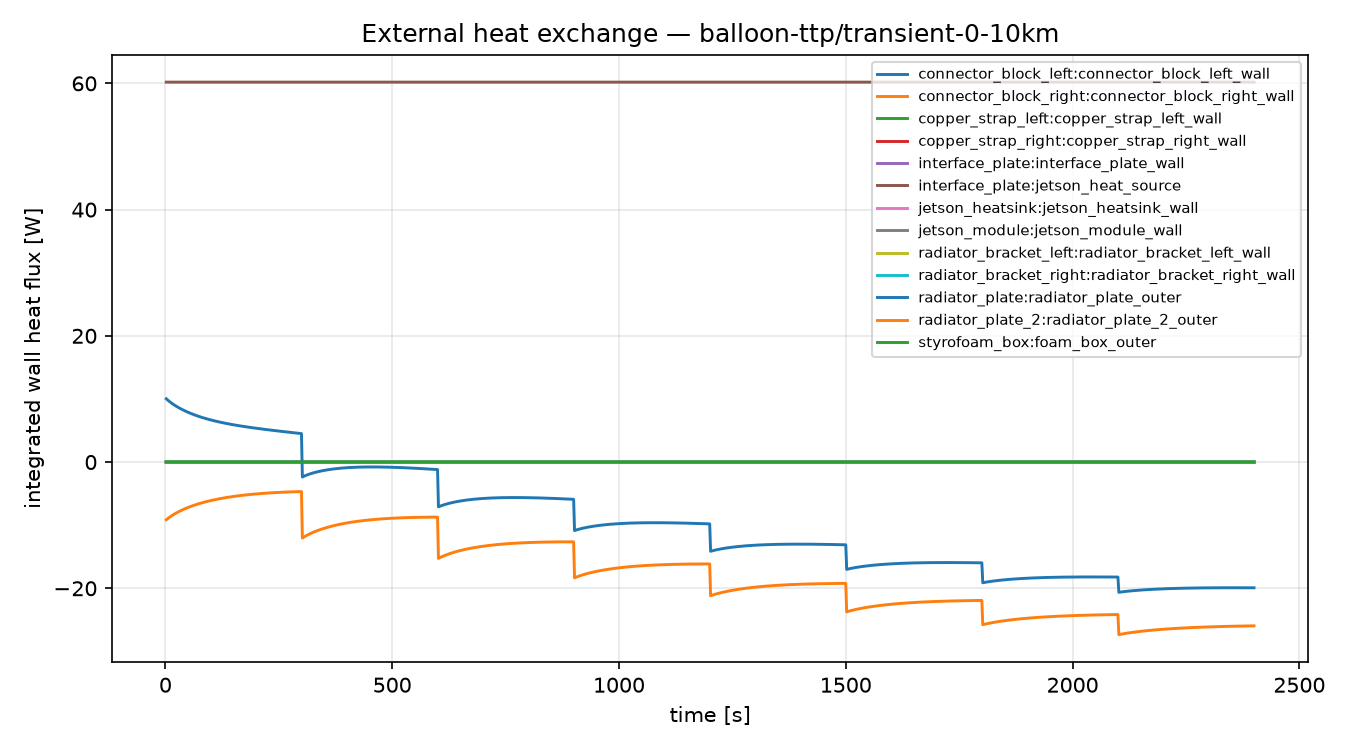 External heat exchange — balloon-ttp/transient-0-10km
connector_block_left:connector_block_left_wall
connector_block_right:connector_block_right_wall
copper_strap_left:copper_strap_left_wall
copper_strap_right:copper_strap_right_wall
interface_plate:interface_plate_wall
interface_plate:jetson_heat_source
jetson_heatsink:jetson_heatsink_wall
jetson_module:jetson_module_wall
radiator_bracket_left:radiator_bracket_left_wall
radiator_bracket_right:radiator_bracket_right_wall
radiator_plate:radiator_plate_outer
radiator_plate_2:radiator_plate_2_outer
styrofoam_box:foam_box_outer
integrated wall heat flux [W]
60
40
20
0
−20
0
500
1000
1500
2000
2500
time [s]